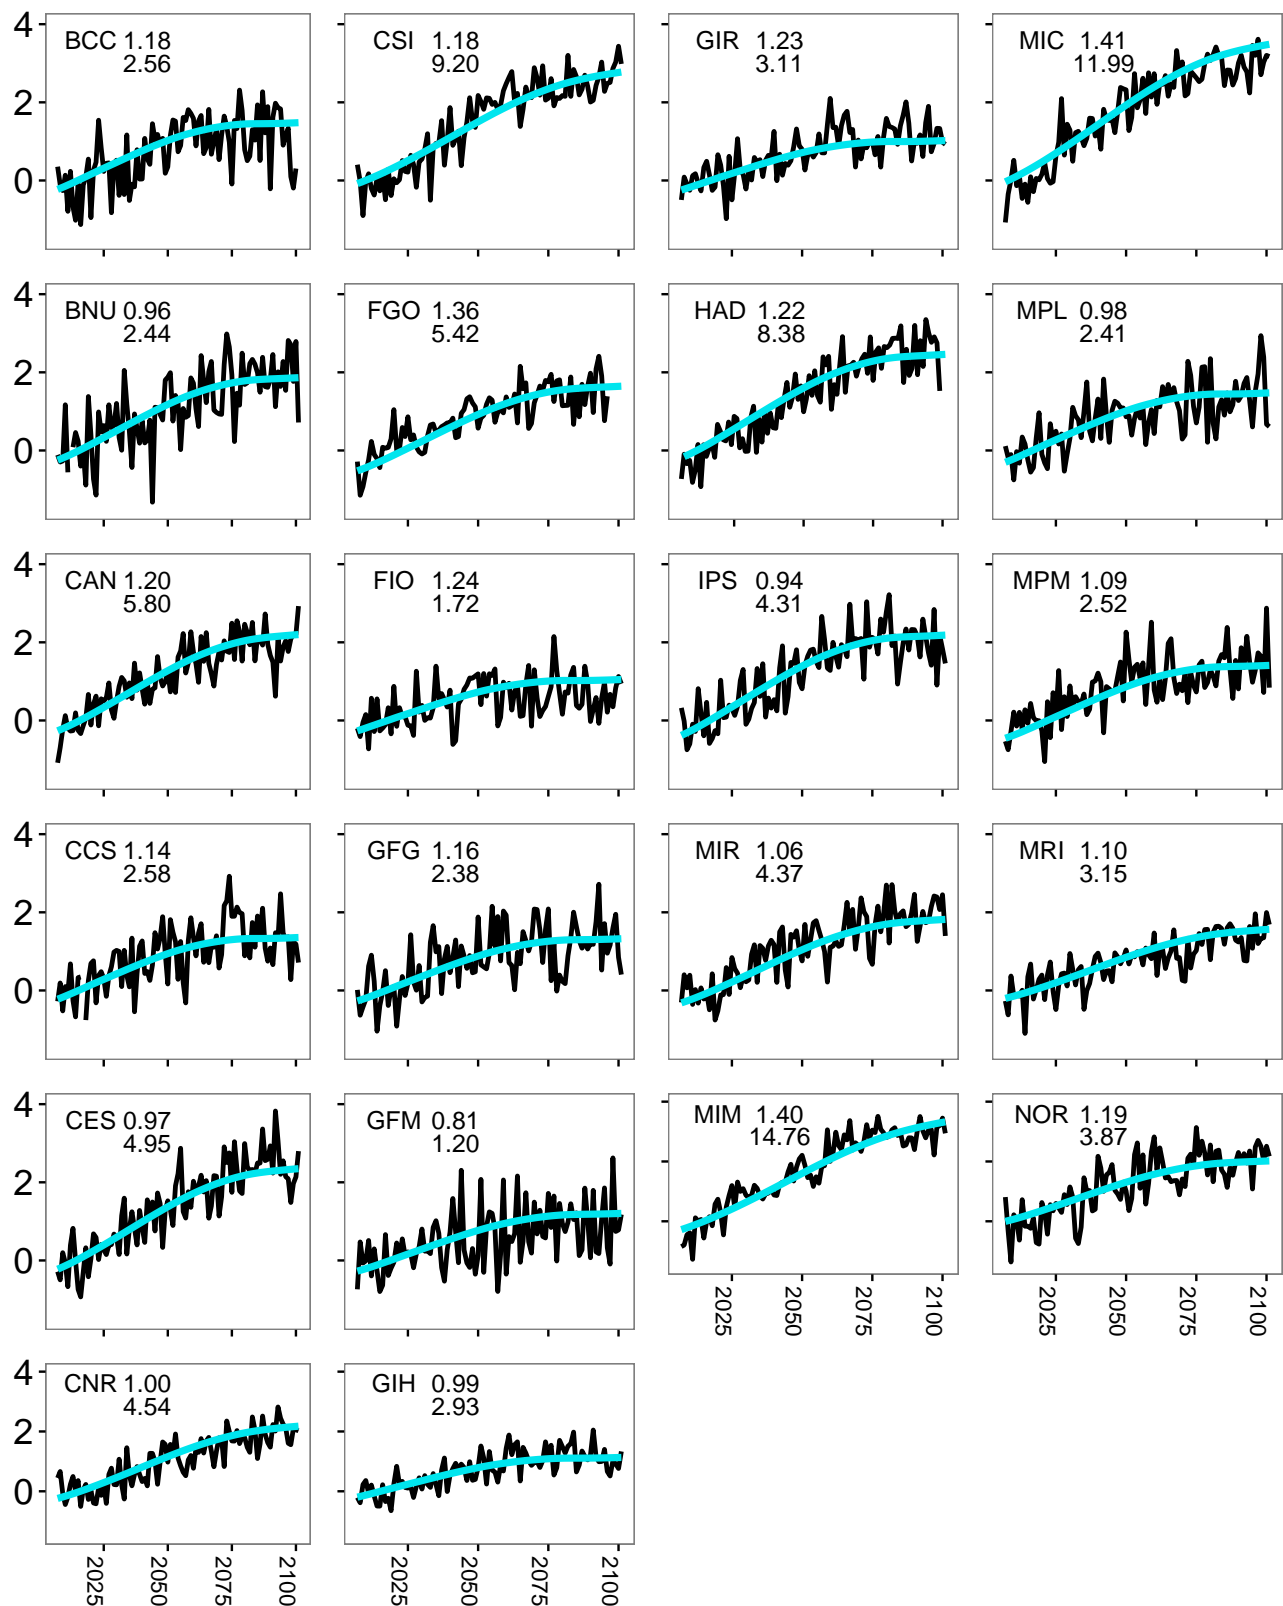 4
2
0
BCC 1.18
2.56
CSI 1.18
9.20
GIR 1.23
3.11
MIC 1.41
11.99
4
2
0
BNU 0.96
2.44
FGO 1.36
5.42
HAD 1.22
8.38
MPL 0.98
2.41
4
2
0
CAN 1.20
5.80
FIO 1.24
1.72
IPS 0.94
4.31
MPM 1.09
2.52
4
2
0
CCS 1.14
2.58
GFG 1.16
2.38
MIR 1.06
4.37
MRI 1.10
3.15
4
2
0
CES 0.97
4.95
GFM 0.81
1.20
MIM 1.40
14.76
NOR 1.19
3.87
2025 2050 2075 2100
2025 2050 2075 2100
4
2
0
CNR 1.00
4.54
GIH 0.99
2.93
2025 2050 2075 2100
2025 2050 2075 2100